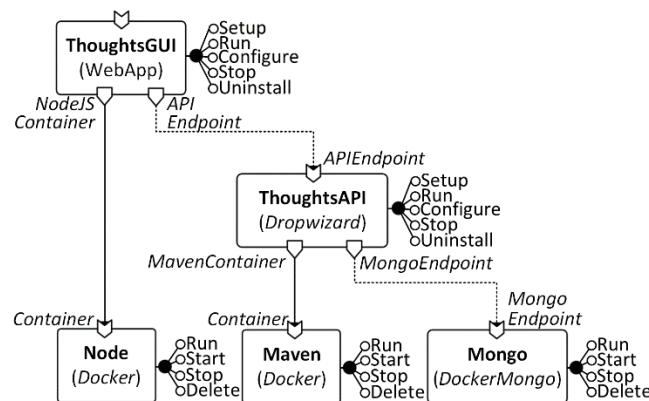 ThoughtsGUI
(WebApp)
Setup
Run
Configure
Stop
Uninstall
NodeJS
Container
API
Endpoint
APIEndpoint
ThoughtsAPI
(Dropwizard)
Setup
Run
Configure
Stop
Uninstall
MavenContainer
MongoEndpoint
Container
Container
Mongo
Endpoint
Node
(Docker)
Run
Start
Stop
Delete
Maven
(Docker)
Run
Start
Stop
Delete
Mongo
(DockerMongo)
Run
Start
Stop
Delete